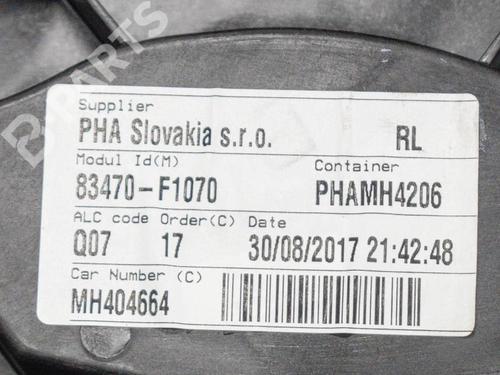 B-PARTS
Supplier
PHA Slovakia s.r.o. RL
Modul Id(M) Container
83470-F1070 PHAMH4206
ALC code Order(C) Date
Q07 17 30/08/2017 21:42:48
Car Number (C)
MH404664